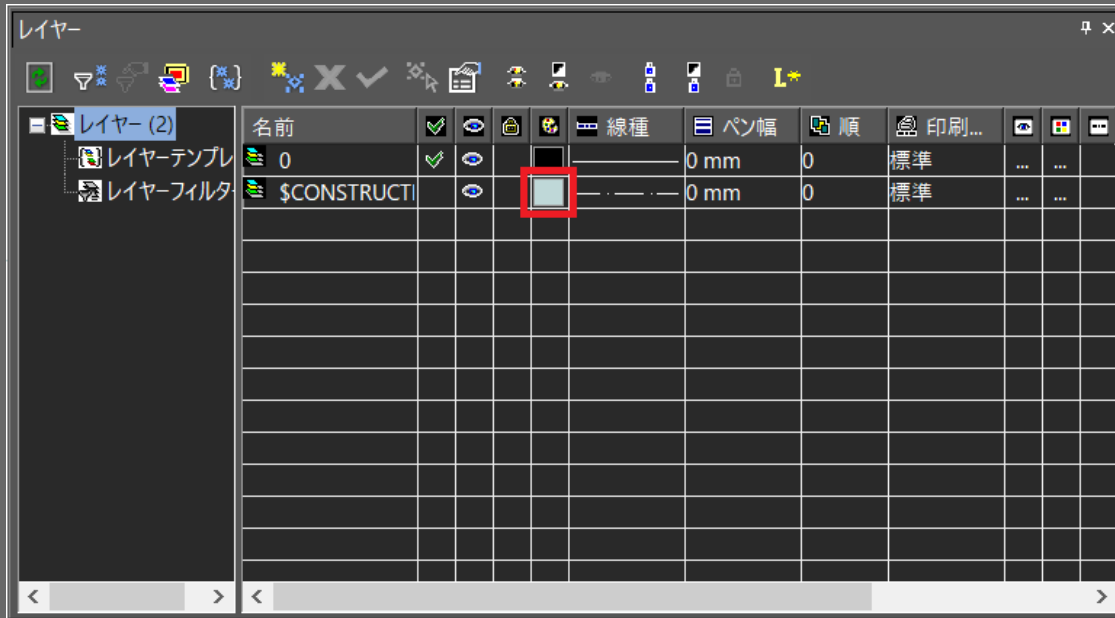 レイヤー
レイヤー (2)
レイヤーテンプレ
レイヤーフィルター
名前 線種 ペン幅 順 印刷...
0 0 mm 0 標準 ... ...
$CONSTRUCTI 0 mm 0 標準 ... ...